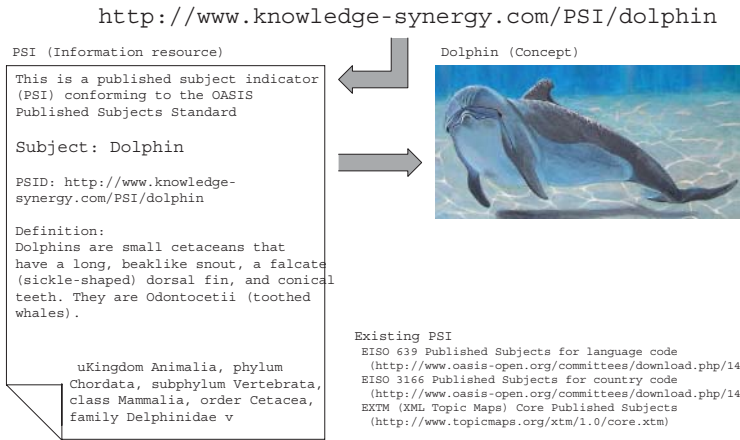 http://www.knowledge-synergy.com/PSI/dolphin
PSI (Information resource)
This is a published subject indicator
(PSI) conforming to the OASIS
Published Subjects Standard
Subject: Dolphin
PSID: http://www.knowledge-
synergy.com/PSI/dolphin
Definition:
Dolphins are small cetaceans that
have a long, beaklike snout, a falcate
(sickle-shaped) dorsal fin, and conical
teeth. They are Odontocetii (toothed
whales).
uKingdom Animalia, phylum
Chordata, subphylum Vertebrata,
class Mammalia, order Cetacea,
family Delphinidae v
Dolphin (Concept)
Existing PSI
EISO 639 Published Subjects for language code
(http://www.oasis-open.org/committees/download.php/14
EISO 3166 Published Subjects for country code
(http://www.oasis-open.org/committees/download.php/14
EXTM (XML Topic Maps) Core Published Subjects
(http://www.topicmaps.org/xtm/1.0/core.xtm)